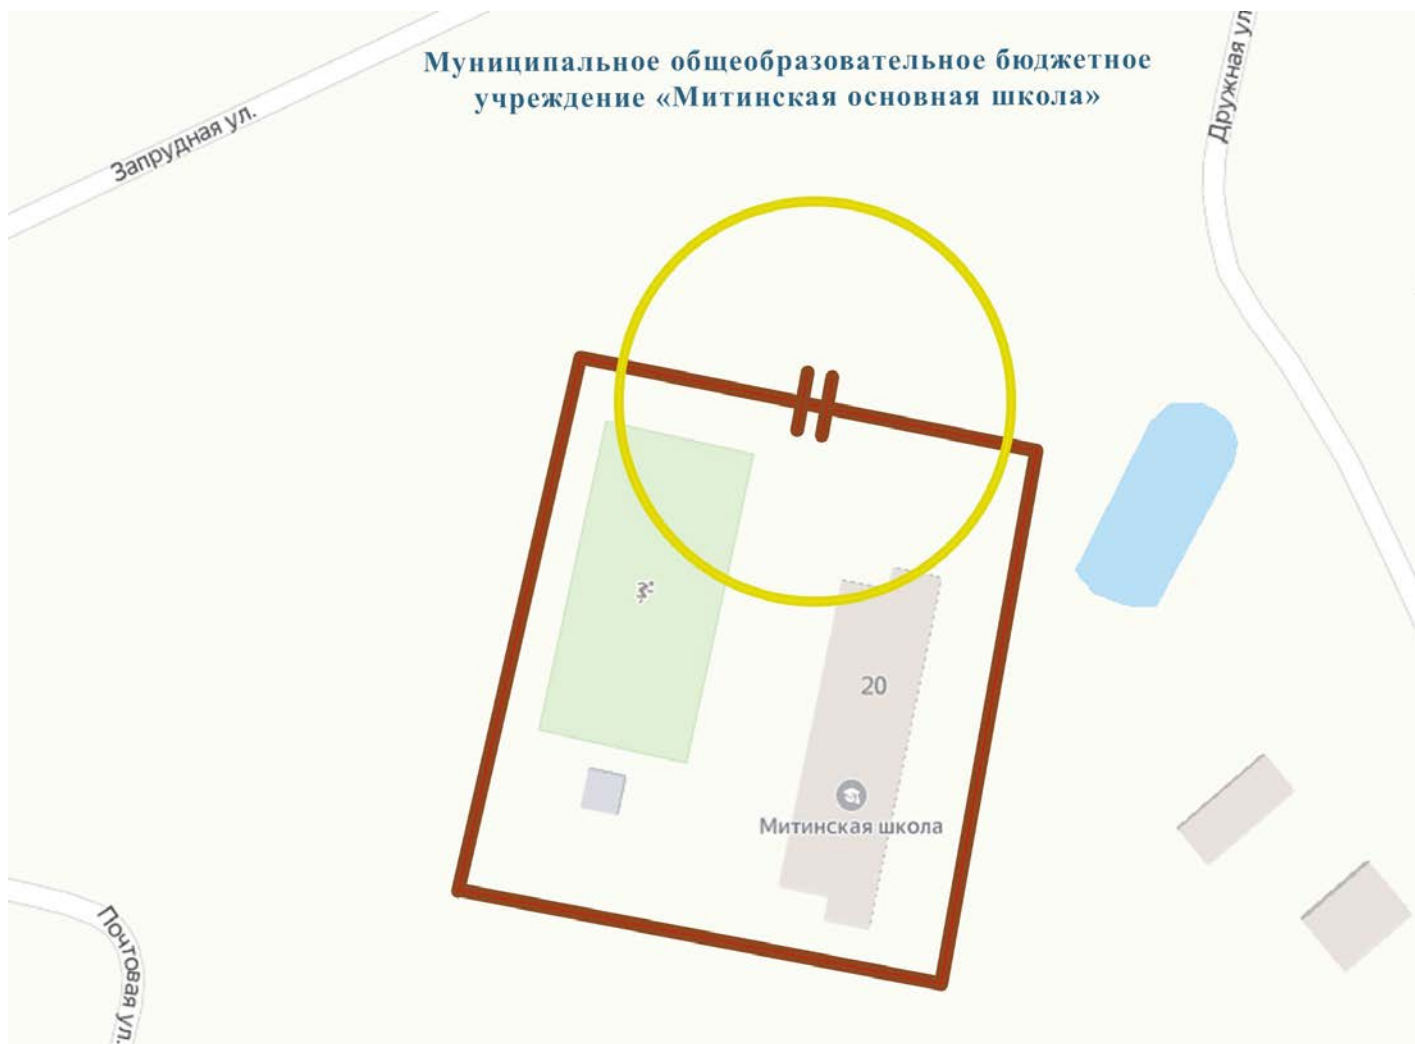 Муниципальное общеобразовательное бюджетное
учреждение «Митинская основная школа»
Запрудная ул.
Дружная ул
20
Митинская школа
Почтовая ул.